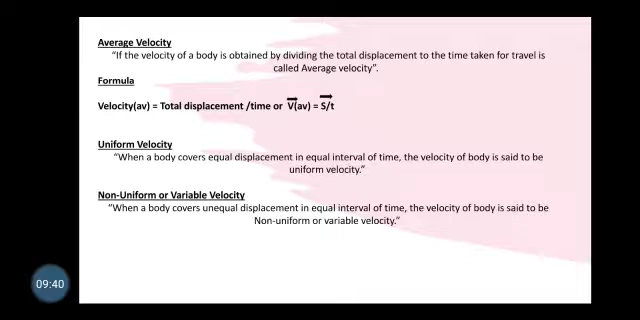 Average Velocity
"If the velocity of a body is obtained by dividing the total displacement to the time taken for travel is
called Average velocity".
Formula
Velocity(av) = Total displacement /time or V(av) = S/t
Uniform Velocity
"When a body covers equal displacement in equal interval of time, the velocity of body is said to be
uniform velocity."
Non-Uniform or Variable Velocity
"When a body covers unequal displacement in equal interval of time, the velocity of body is said to be
Non-uniform or variable velocity."
09:40